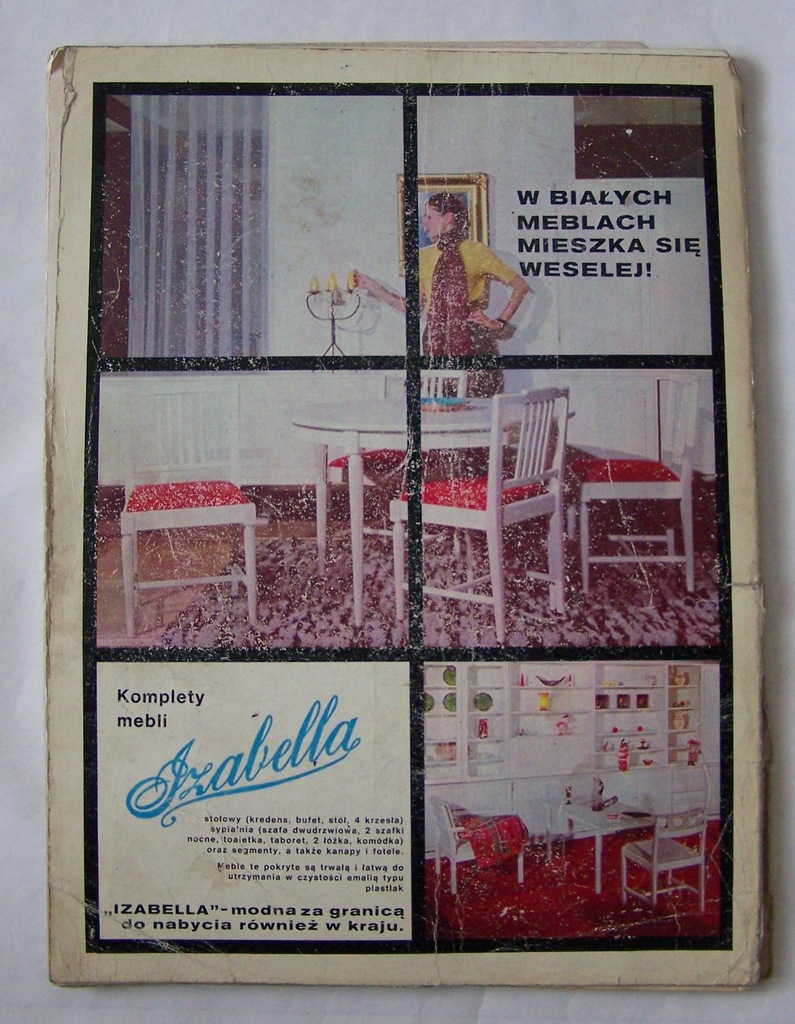 W BIAŁYCH
MEBLACH
MIESZKA SIĘ
WESELEJ!
Komplety
mebli
Izabella
stołowy (kredens, bufet, stół, 4 krzesła)
sypialnia (szafa dwudrzwiowa, 2 szafki
nocne, toaletka, taboret, 2 łóżka, komódka)
oraz segmenty, a także kanapy i fotele.
Meble te pokryte są trwałą i łatwą do
utrzymania w czystości emalią typu
plastlak
„IZABELLA”-modna za granicą
do nabycia również w kraju.